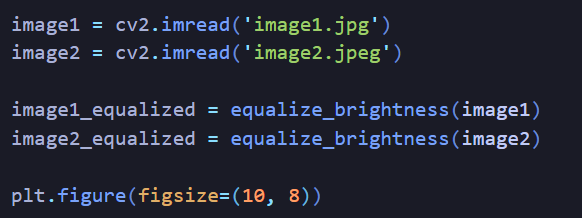 image1 = cv2.imread('image1.jpg')
image2 = cv2.imread('image2.jpeg')
image1_equalized = equalize_brightness(image1)
image2_equalized = equalize_brightness(image2)
plt.figure(figsize=(10, 8))